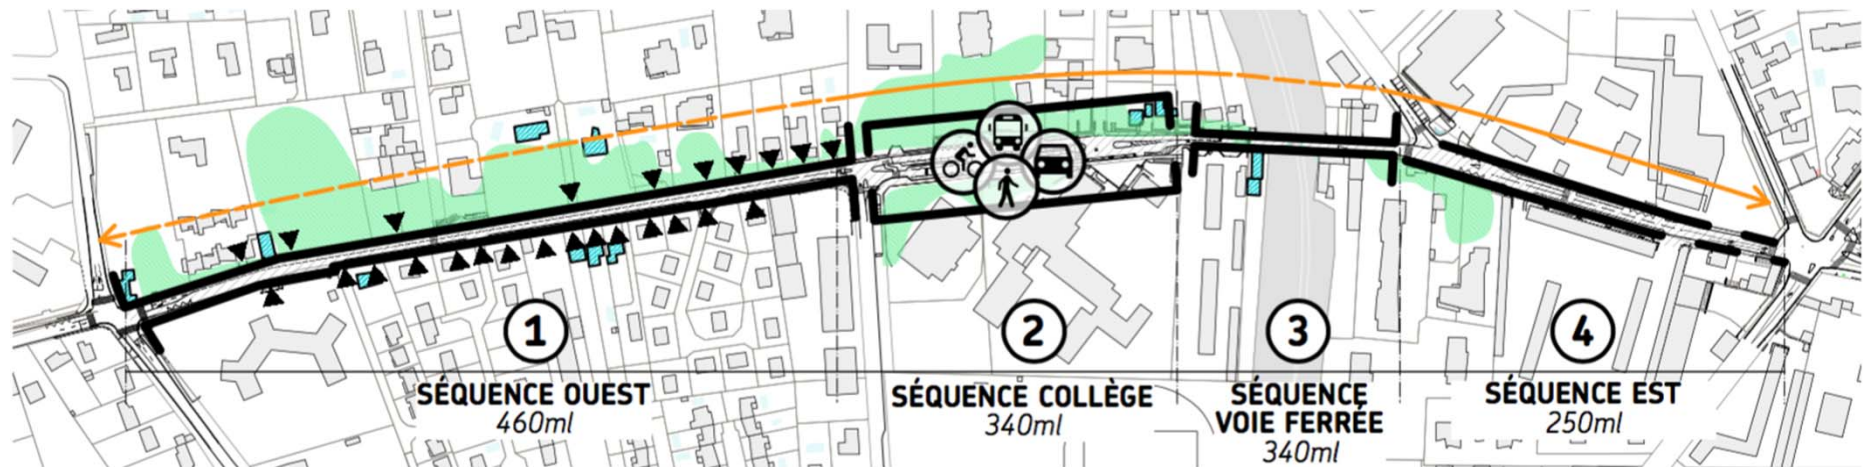 1
SÉQUENCE OUEST
460ml
2
SÉQUENCE COLLÈGE
340ml
3
SÉQUENCE
VOIE FERRÉE
340ml
4
SÉQUENCE EST
250ml